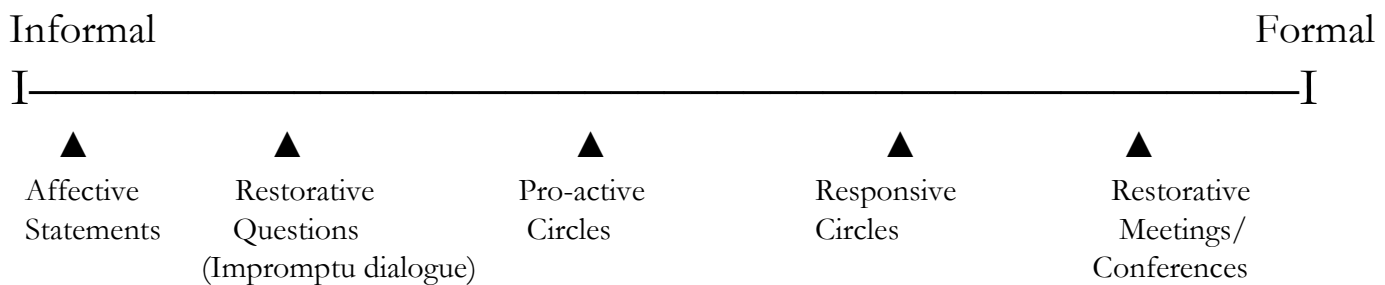 Informal Formal
Affective Restorative Pro-active Responsive Restorative
Statements Questions Circles Circles Meetings/
(Impromptu dialogue) Conferences